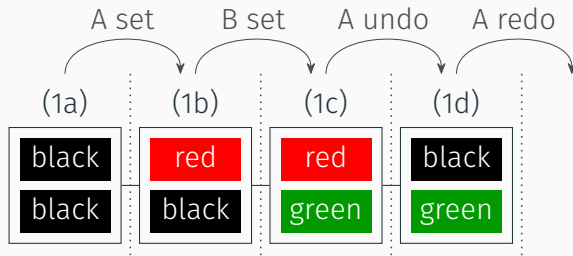 A set B set A undo A redo
(1a) (1b) (1c) (1d)
black red red black
black black green green